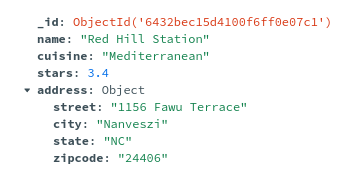 _id: ObjectId('6432bec15d4100f6ff0e07c1')
name: "Red Hill Station"
cuisine: "Mediterranean"
stars: 3.4
address: Object
street: "1156 Fawu Terrace"
city: "Nanveszi"
state: "NC"
zipcode: "24406"